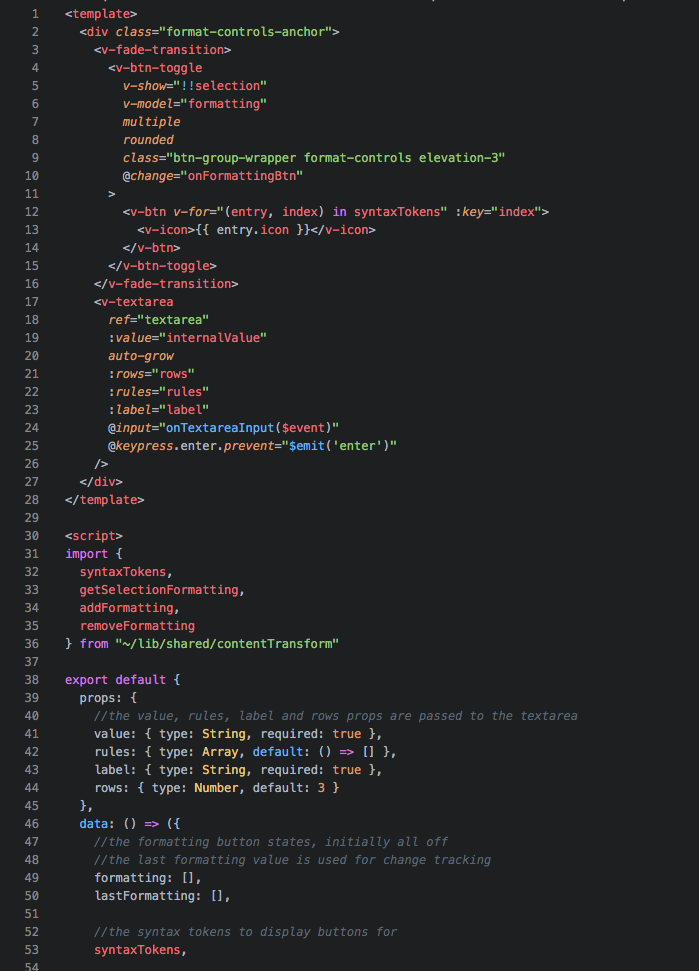 1 <template>
2   <div class="format-controls-anchor">
3     <v-fade-transition>
4       <v-btn-toggle
5         v-show="!!selection"
6         v-model="formatting"
7         multiple
8         rounded
9         class="btn-group-wrapper format-controls elevation-3"
10         @change="onFormattingBtn"
11       >
12         <v-btn v-for="(entry, index) in syntaxTokens" :key="index">
13           <v-icon>{{ entry.icon }}</v-icon>
14         </v-btn>
15       </v-btn-toggle>
16     </v-fade-transition>
17     <v-textarea
18       ref="textarea"
19       :value="internalValue"
20       auto-grow
21       :rows="rows"
22       :rules="rules"
23       :label="label"
24       @input="onTextareaInput($event)"
25       @keypress.enter.prevent="$emit('enter')"
26     />
27   </div>
28 </template>
29
30 <script>
31 import {
32   syntaxTokens,
33   getSelectionFormatting,
34   addFormatting,
35   removeFormatting
36 } from "~/lib/shared/contentTransform"
37
38 export default {
39   props: {
40     //the value, rules, label and rows props are passed to the textarea
41     value: { type: String, required: true },
42     rules: { type: Array, default: () => [] },
43     label: { type: String, required: true },
44     rows: { type: Number, default: 3 }
45   },
46   data: () => ({
47     //the formatting button states, initially all off
48     //the last formatting value is used for change tracking
49     formatting: [],
50     lastFormatting: [],
51
52     //the syntax tokens to display buttons for
53     syntaxTokens,
54